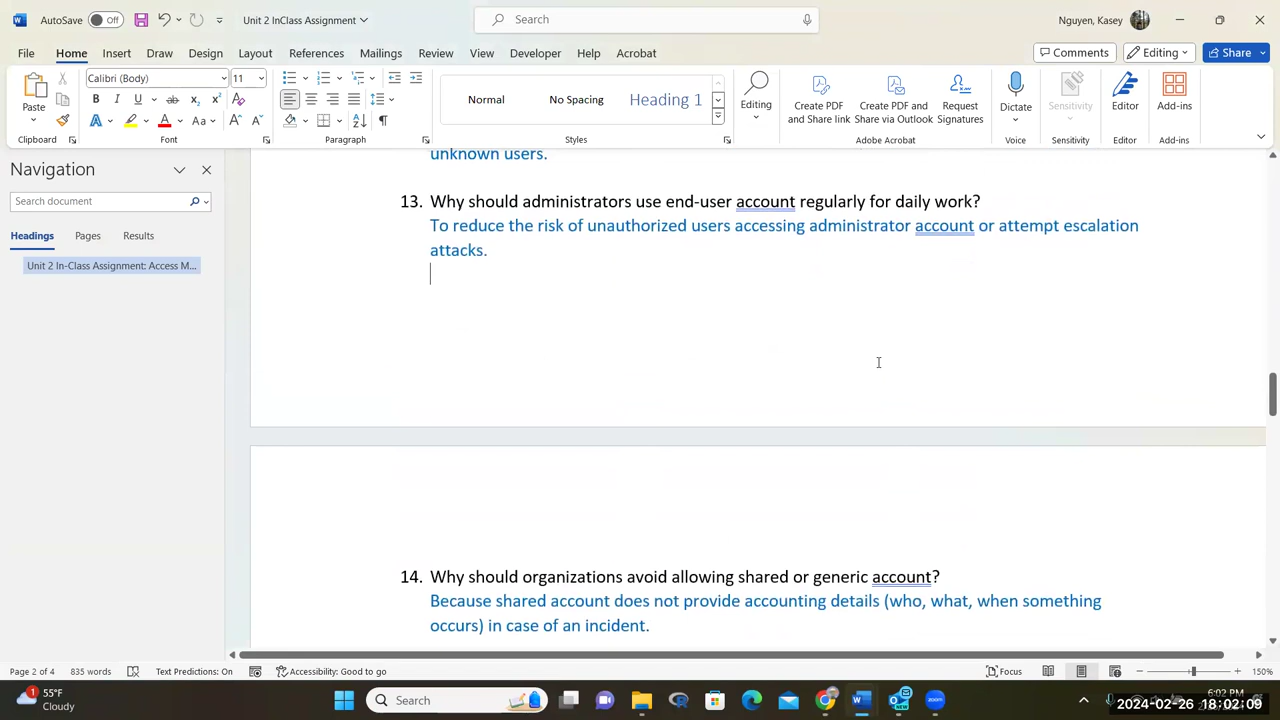 AutoSave Off
Unit 2 InClass Assignment
Search
Nguyen, Kasey
File Home Insert Draw Design Layout References Mailings Review View Developer Help Acrobat
Comments Editing Share
Calibri (Body) 11
Paste
Normal No Spacing Heading 1
Editing
Create PDF and Share link
Create PDF and Share via Outlook
Request Signatures
Dictate
Sensitivity
Editor
Add-ins
Clipboard Font Paragraph Styles Adobe Acrobat Voice Sensitivity Editor Add-ins
Navigation
Search document
Headings Pages Results
Unit 2 In-Class Assignment: Access M...
unknown users.
13. Why should administrators use end-user account regularly for daily work?
To reduce the risk of unauthorized users accessing administrator account or attempt escalation
attacks.
14. Why should organizations avoid allowing shared or generic account?
Because shared account does not provide accounting details (who, what, when something
occurs) in case of an incident.
Page 2 of 4 835 words Text Predictions: On Accessibility: Good to go Focus 150%
1 55°F
Cloudy
Search
6:02 PM
2024-02-26 18:02:09